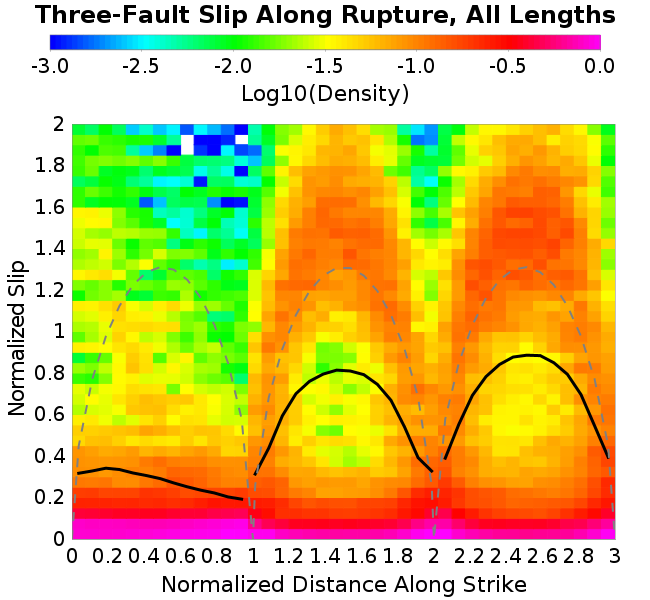 Three-Fault Slip Along Rupture, All Lengths
-3.0 -2.5 -2.0 -1.5 -1.0 -0.5 0.0
Log10(Density)
2
1.8
1.6
1.4
1.2
1
0.8
0.6
0.4
0.2
0
Normalized Slip
0 0.2 0.4 0.6 0.8 1 1.2 1.4 1.6 1.8 2 2.2 2.4 2.6 2.8 3
Normalized Distance Along Strike